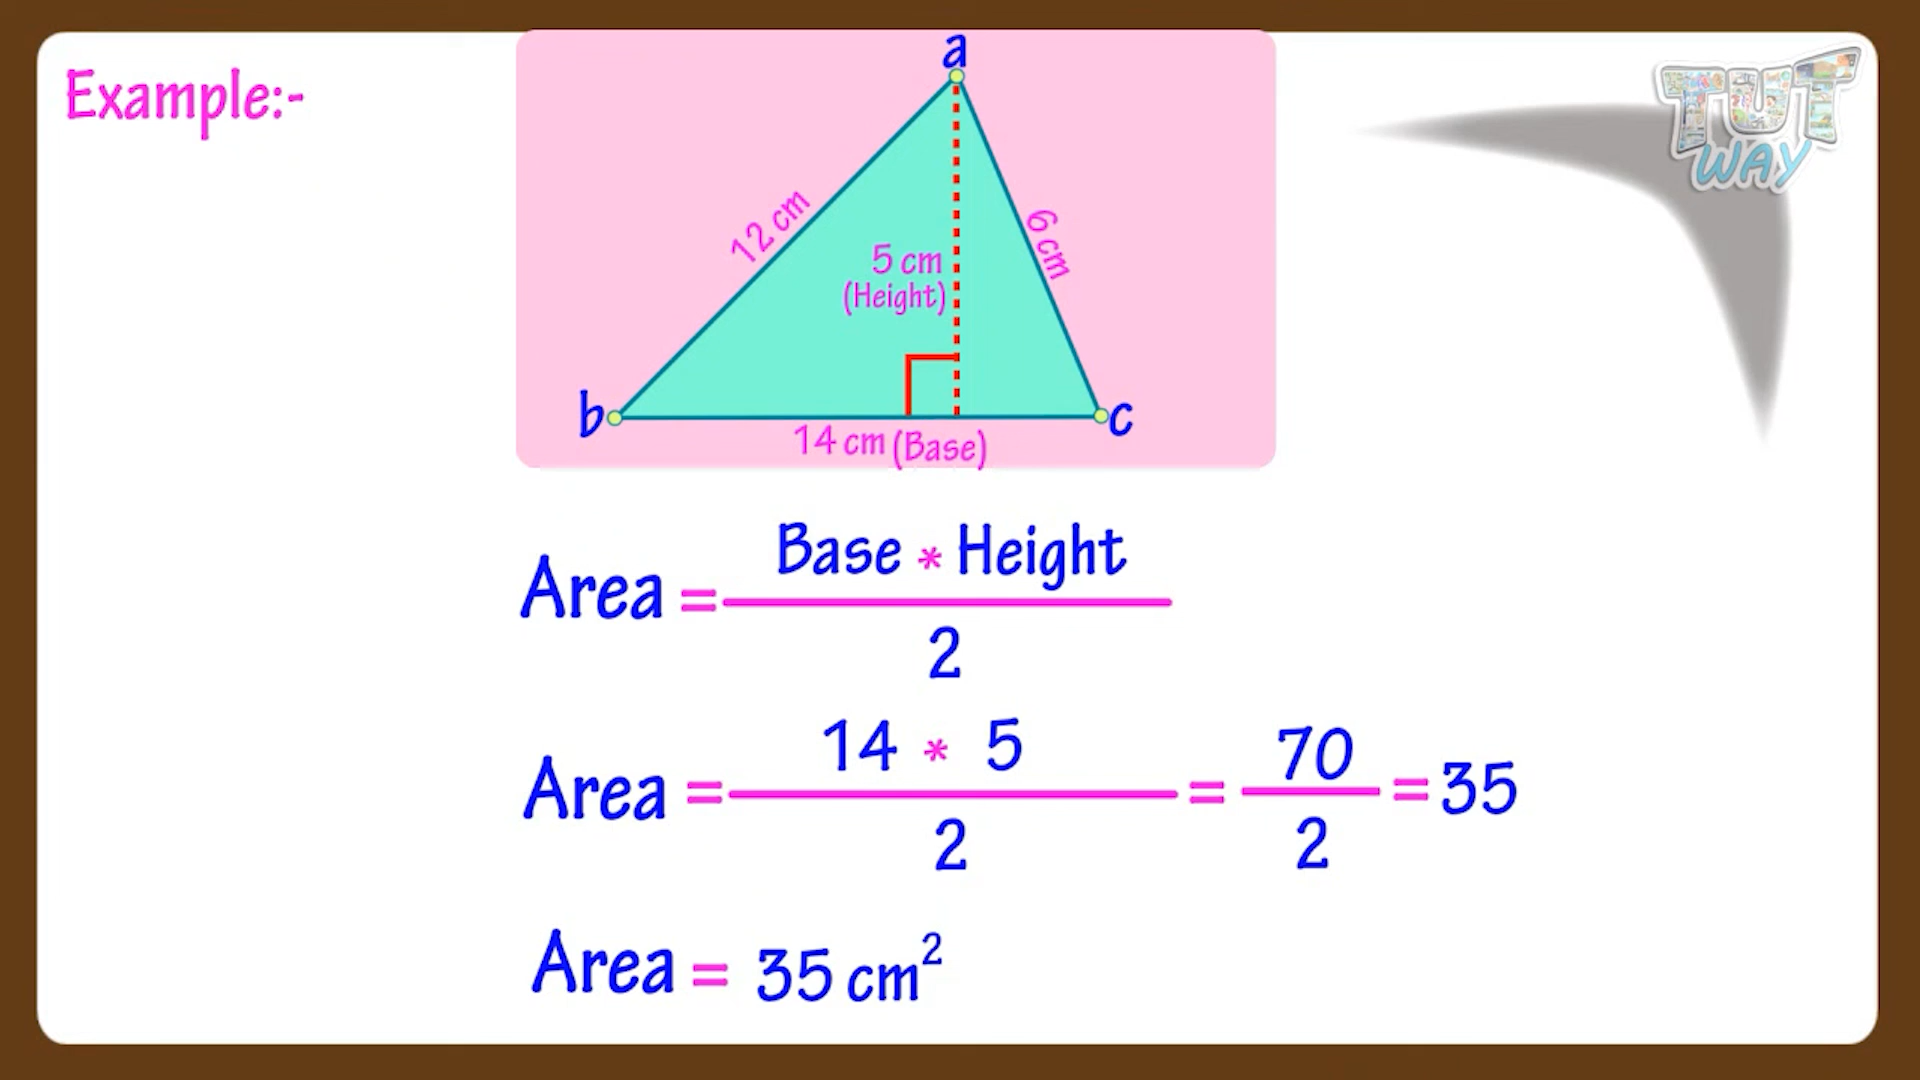 Example:-
TUT
WAY
a
12 cm
6 cm
5 cm
(Height)
b
c
14 cm (Base)
Area = Base * Height
2
Area = 14 * 5 = 70 = 35
2 2
Area = 35 cm²